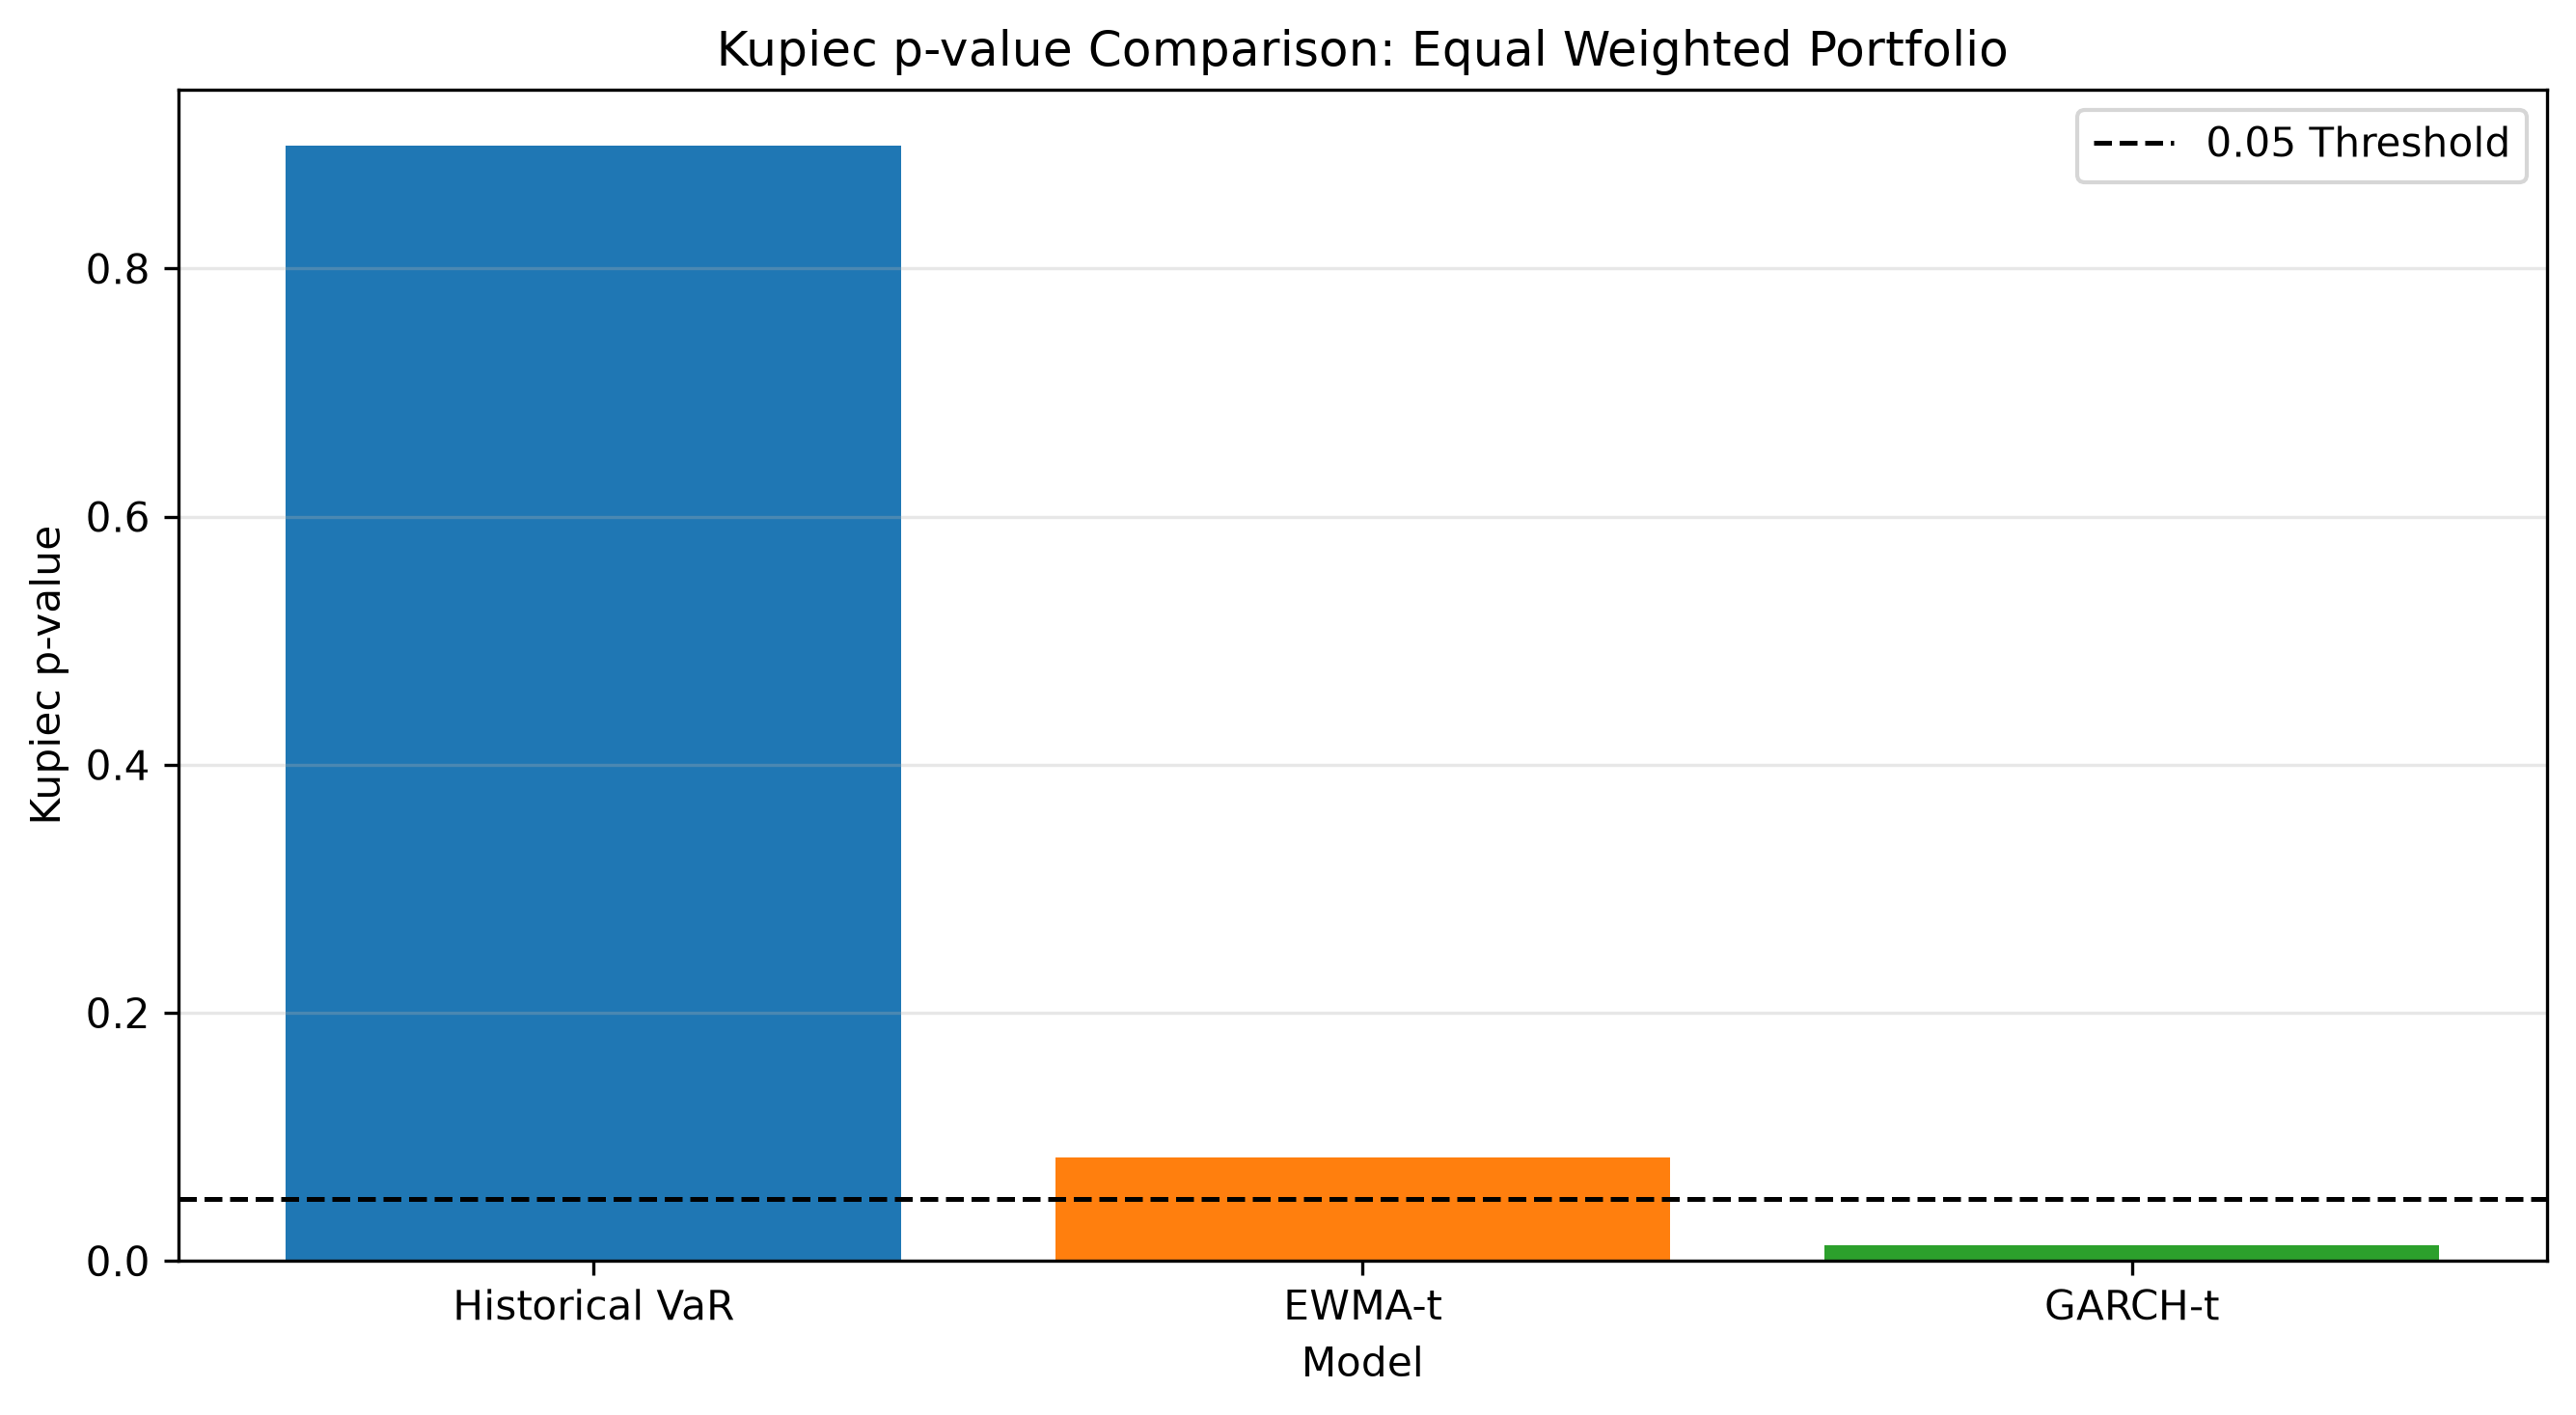 Kupiec p-value Comparison: Equal Weighted Portfolio
0.05 Threshold
Kupiec p-value
0.8
0.6
0.4
0.2
0.0
Historical VaR
EWMA-t
GARCH-t
Model